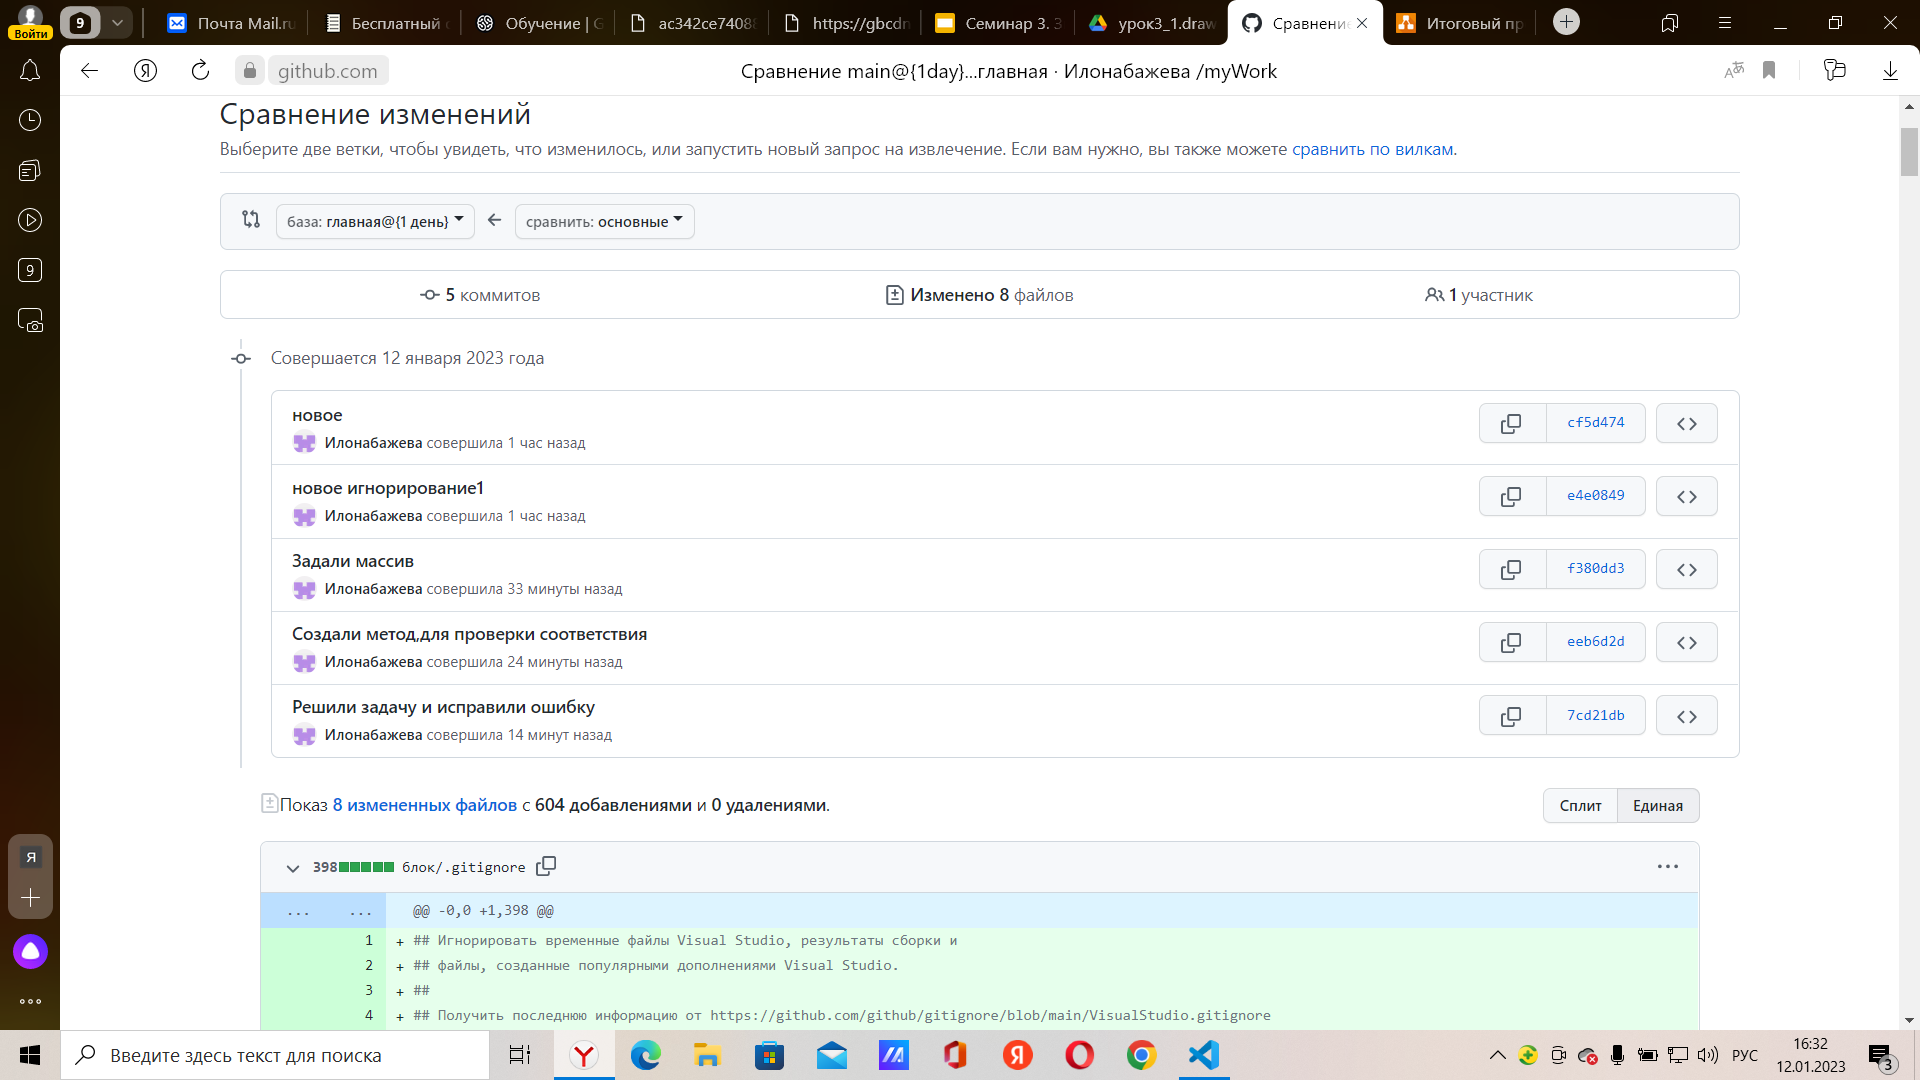 9
Почта Mail.ru
Бесплатный
Обучение | G
ac342ce7408
https://gbcdn
Семинар 3. З
урок3_1.draw
Сравнение
Итоговый пр
Войти
Я
github.com
Сравнение main@{1day}...главная · Илонабажева /myWork
Сравнение изменений
Выберите две ветки, чтобы увидеть, что изменилось, или запустить новый запрос на извлечение. Если вам нужно, вы также можете сравнить по вилкам.
база: главная@{1 день}
сравнить: основные
9
5 коммитов
Изменено 8 файлов
1 участник
Совершается 12 января 2023 года
новое
Илонабажева совершила 1 час назад
cf5d474
новое игнорирование1
Илонабажева совершила 1 час назад
e4e0849
Задали массив
Илонабажева совершила 33 минуты назад
f380dd3
Создали метод,для проверки соответствия
Илонабажева совершила 24 минуты назад
eeb6d2d
Решили задачу и исправили ошибку
Илонабажева совершила 14 минут назад
7cd21db
Показ 8 измененных файлов с 604 добавлениями и 0 удалениями.
Сплит
Единая
Я
398 блок/.gitignore
... ... @@ -0,0 +1,398 @@
1 + ## Игнорировать временные файлы Visual Studio, результаты сборки и
2 + ## файлы, созданные популярными дополнениями Visual Studio.
3 + ##
4 + ## Получить последнюю информацию от https://github.com/github/gitignore/blob/main/VisualStudio.gitignore
Введите здесь текст для поиска
Я
РУС
16:32
12.01.2023
3